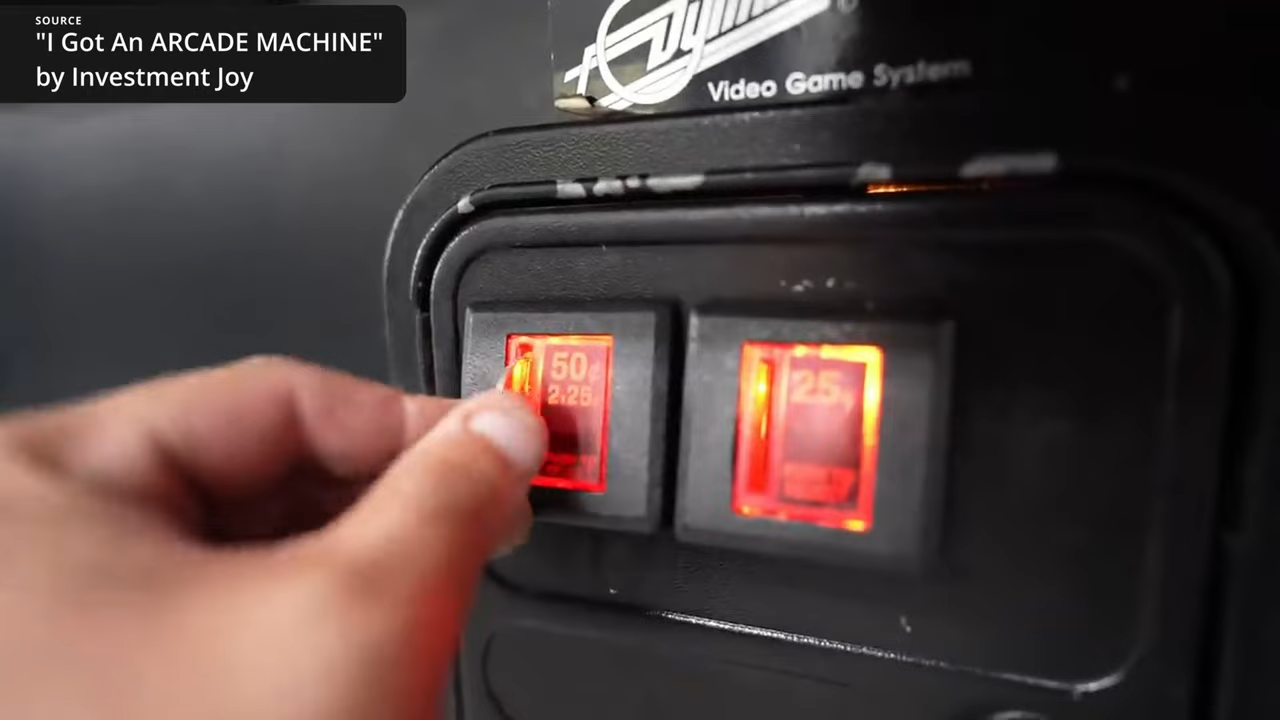 SOURCE
"I Got An ARCADE MACHINE"
by Investment Joy
Video Game System
50¢
2.25
25¢